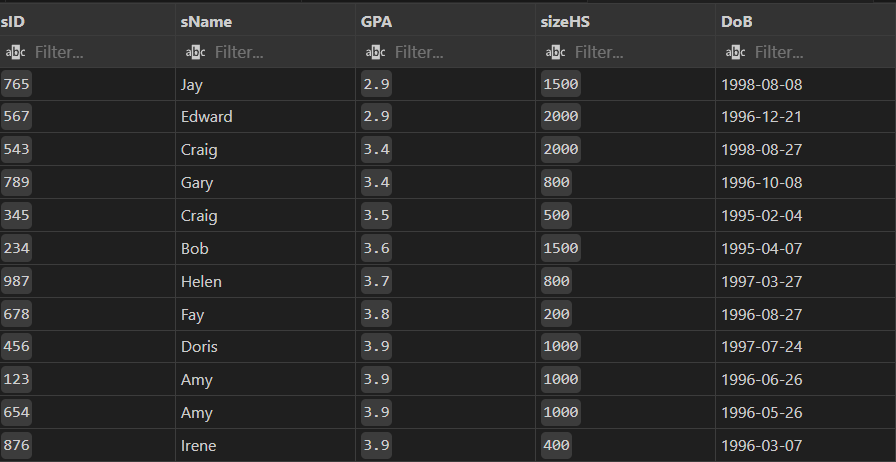 sID sName GPA sizeHS DoB
abc Filter... abc Filter... abc Filter... abc Filter... abc Filter...
765 Jay 2.9 1500 1998-08-08
567 Edward 2.9 2000 1996-12-21
543 Craig 3.4 2000 1998-08-27
789 Gary 3.4 800 1996-10-08
345 Craig 3.5 500 1995-02-04
234 Bob 3.6 1500 1995-04-07
987 Helen 3.7 800 1997-03-27
678 Fay 3.8 200 1996-08-27
456 Doris 3.9 1000 1997-07-24
123 Amy 3.9 1000 1996-06-26
654 Amy 3.9 1000 1996-05-26
876 Irene 3.9 400 1996-03-07